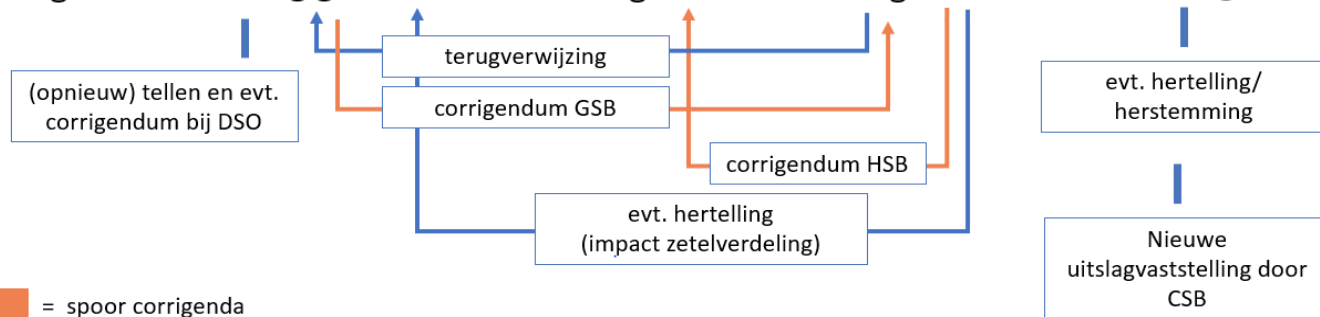 terugverwijzing
(opnieuw) tellen en evt.
corrigendum bij DSO
corrigendum GSB
evt. hertelling/
herstemming
corrigendum HSB
evt. hertelling
(impact zetelverdeling)
Nieuwe
uitslagvaststelling door
CSB
= spoor corrigenda